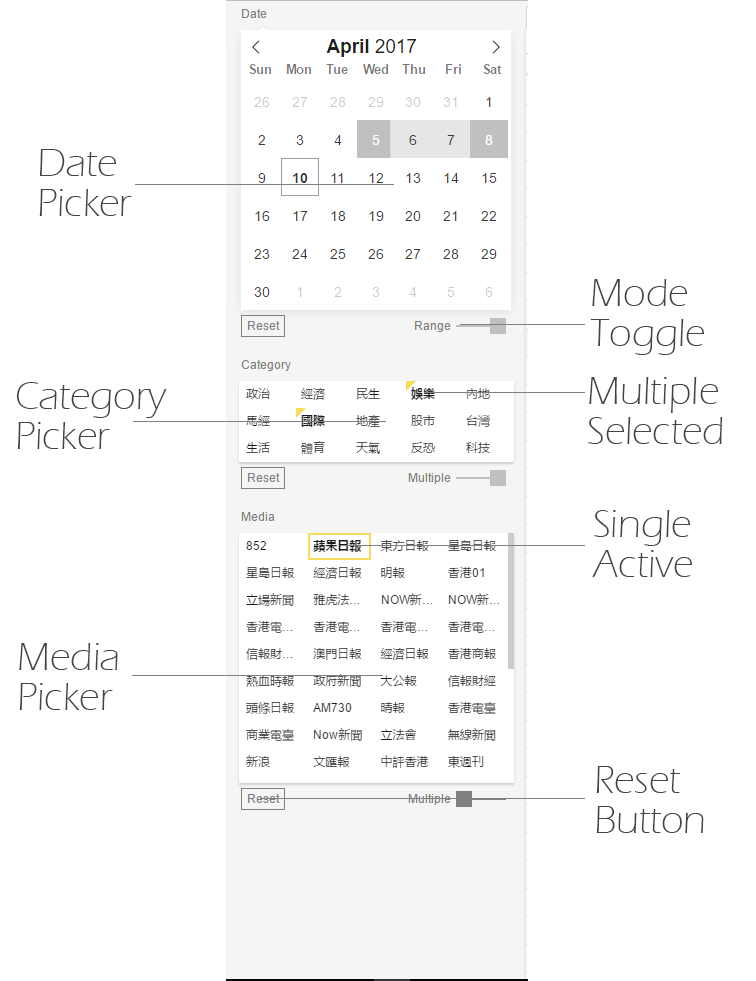 Date
April 2017
Sun Mon Tue Wed Thu Fri Sat
26 27 28 29 30 31 1
2 3 4 5 6 7 8
9 10 11 12 13 14 15
16 17 18 19 20 21 22
23 24 25 26 27 28 29
30 1 2 3 4 5 6
Reset Range
Date
Picker
Mode
Toggle
Category
政治 經濟 民生 娛樂 內地
馬經 國際 地產 股市 台灣
生活 體育 天氣 反恐 科技
Reset Multiple
Category
Picker
Multiple
Selected
Media
852 蘋果日報 東方日報 星島日報
星島日報 經濟日報 明報 香港01
立場新聞 雅虎法... NOW新... NOW新...
香港電... 香港電... 香港電... 香港電...
信報財... 澳門日報 經濟日報 香港商報
熱血時報 政府新聞 大公報 信報財經
頭條日報 AM730 晴報 香港電臺
商業電臺 Now新聞 立法會 無線新聞
新浪 文匯報 中評香港 東週刊
Reset Multiple
Single
Active
Media
Picker
Reset
Button